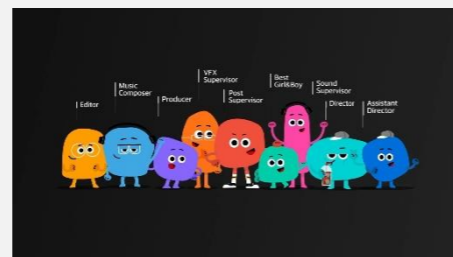 Editor
Music
Composer
Producer
VFX
Supervisor
Post
Supervisor
Best
Girl&Boy
Sound
Supervisor
Director
Assistant
Director